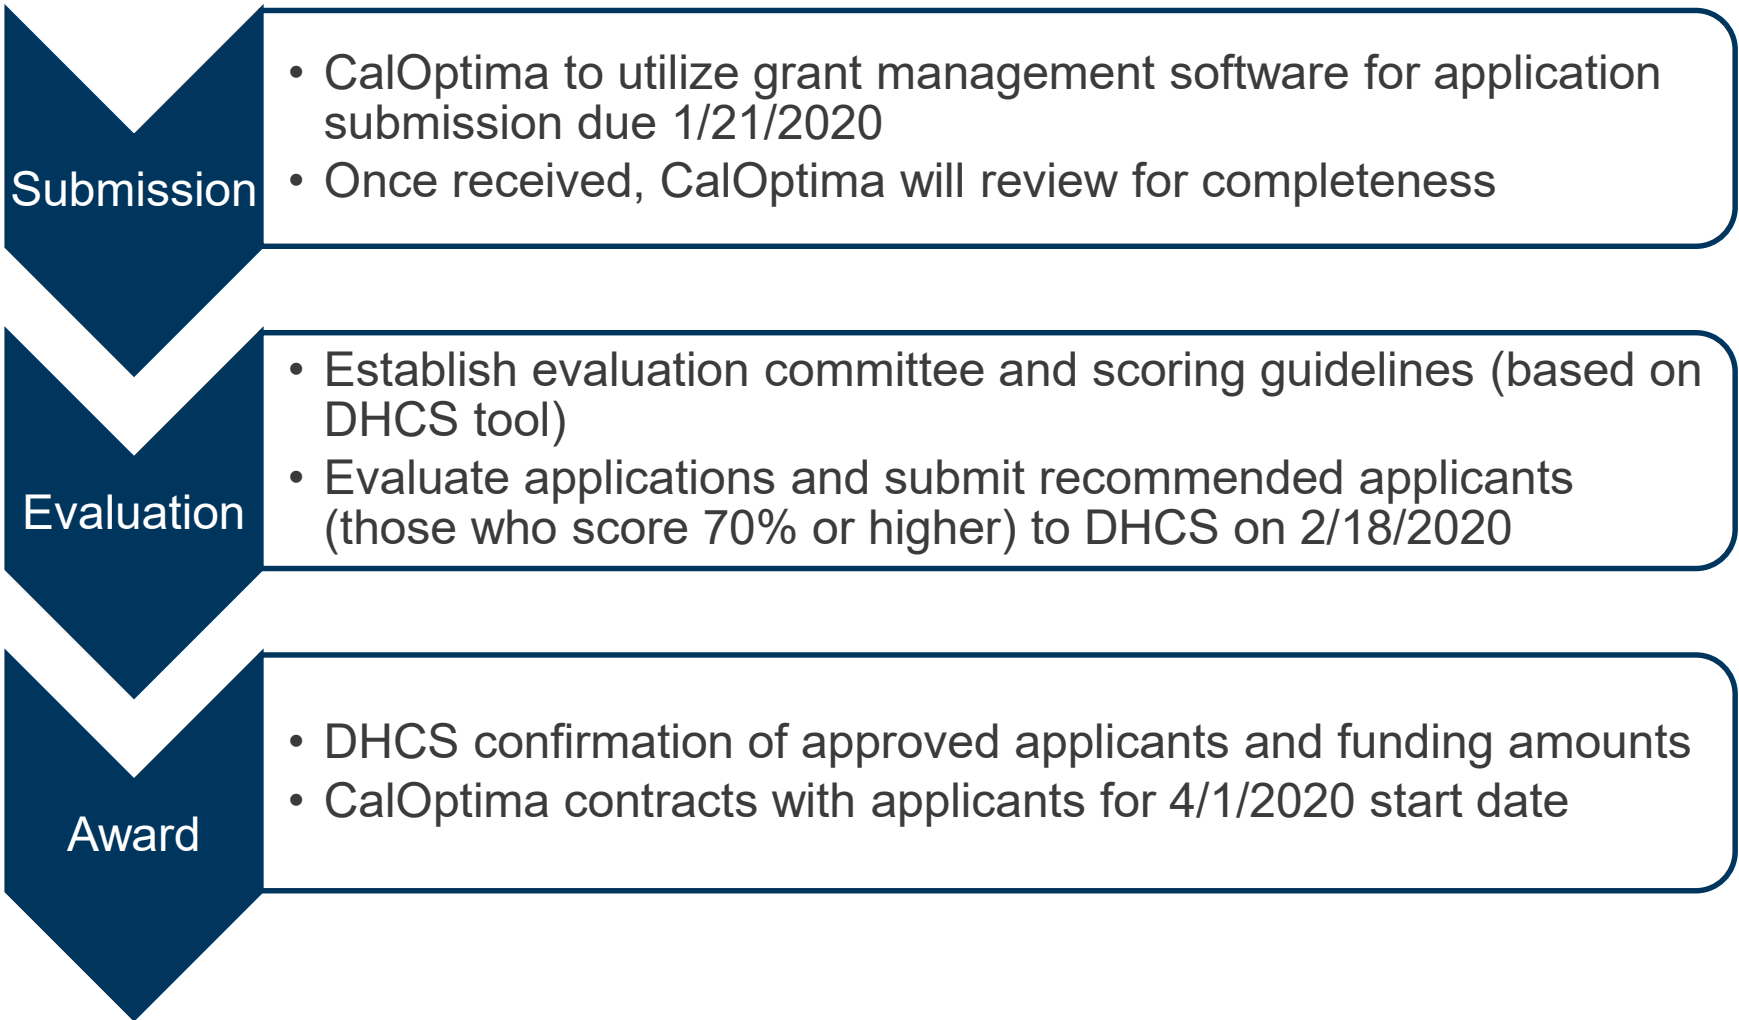 Submission
• CalOptima to utilize grant management software for application
submission due 1/21/2020
• Once received, CalOptima will review for completeness
Evaluation
• Establish evaluation committee and scoring guidelines (based on
DHCS tool)
• Evaluate applications and submit recommended applicants
(those who score 70% or higher) to DHCS on 2/18/2020
Award
• DHCS confirmation of approved applicants and funding amounts
• CalOptima contracts with applicants for 4/1/2020 start date